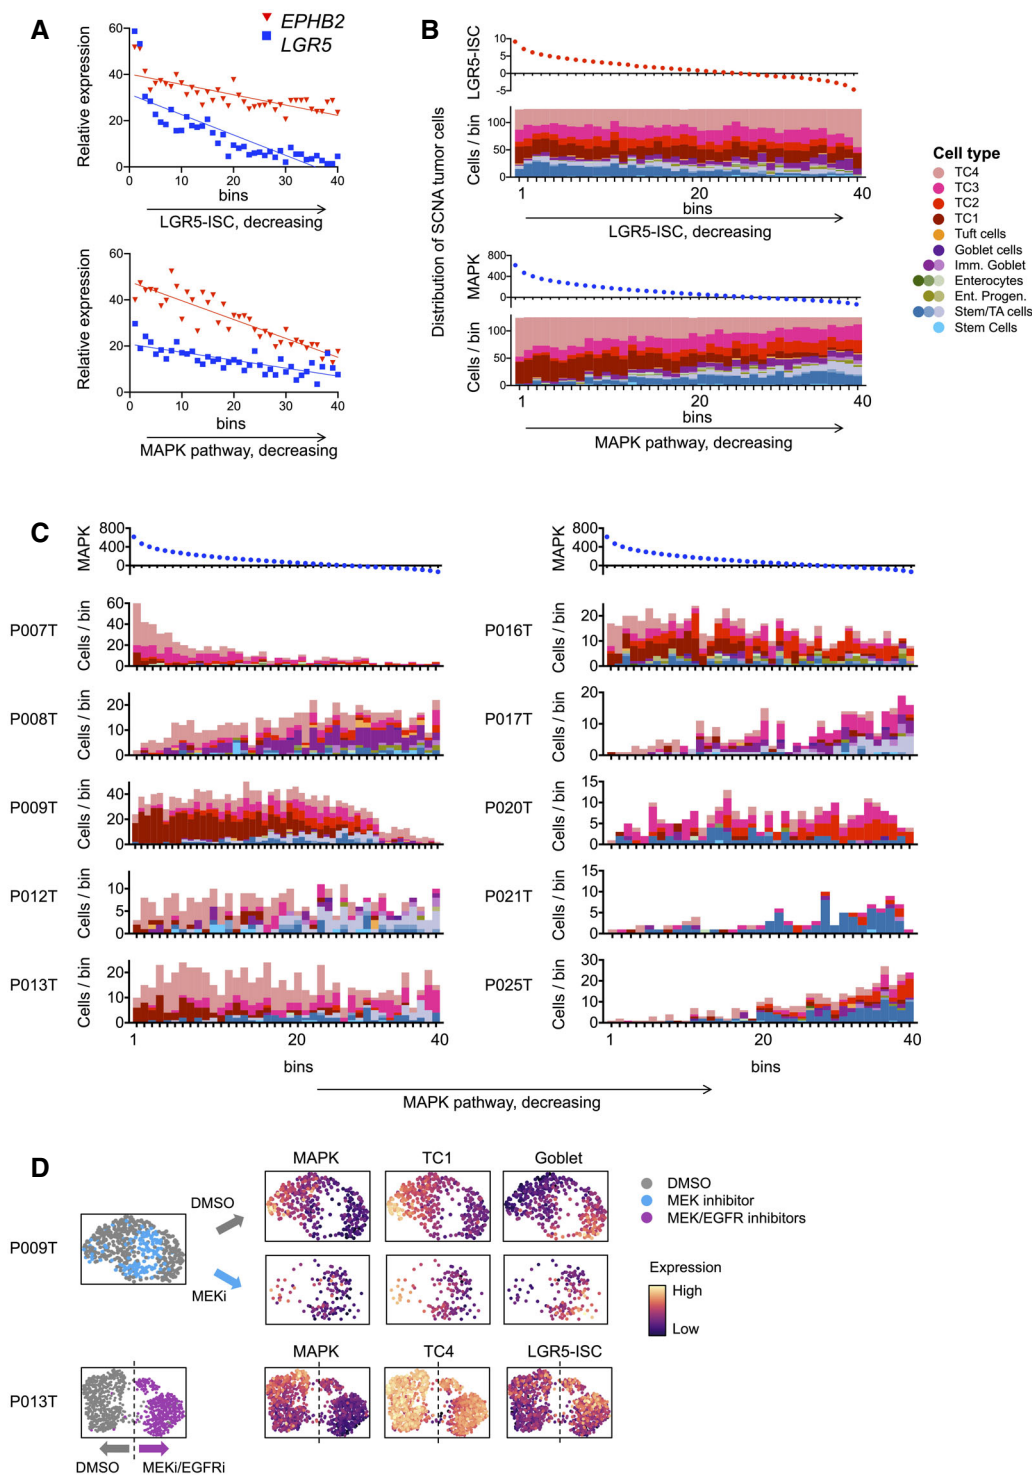 A
EPHB2
LGR5
Relative expression
60
40
20
0
0 10 20 30 40
bins
LGR5-ISC, decreasing
Relative expression
60
40
20
0
0 10 20 30 40
bins
MAPK pathway, decreasing
B
Distribution of SCNA tumor cells
LGR5-ISC
10
5
0
-5
Cells / bin
100
50
0
1 20 40
bins
LGR5-ISC, decreasing
MAPK
800
400
0
Cells / bin
100
50
0
1 20 40
bins
MAPK pathway, decreasing
Cell type
TC4
TC3
TC2
TC1
Tuft cells
Goblet cells
Imm. Goblet
Enterocytes
Ent. Progen.
Stem/TA cells
Stem Cells
C
MAPK
800
400
0
P007T
Cells / bin
60
40
20
0
P008T
Cells / bin
20
10
0
P009T
Cells / bin
40
20
0
P012T
Cells / bin
10
5
0
P013T
Cells / bin
20
10
0
1 20 40
bins
MAPK
800
400
0
P016T
Cells / bin
20
10
0
P017T
Cells / bin
20
10
0
P020T
Cells / bin
15
10
5
0
P021T
Cells / bin
15
10
5
0
P025T
Cells / bin
30
20
10
0
1 20 40
bins
MAPK pathway, decreasing
D
MAPK TC1 Goblet
DMSO
P009T
MEKi
DMSO
MEK inhibitor
MEK/EGFR inhibitors
Expression
High
Low
MAPK TC4 LGR5-ISC
P013T
DMSO MEKi/EGFRi